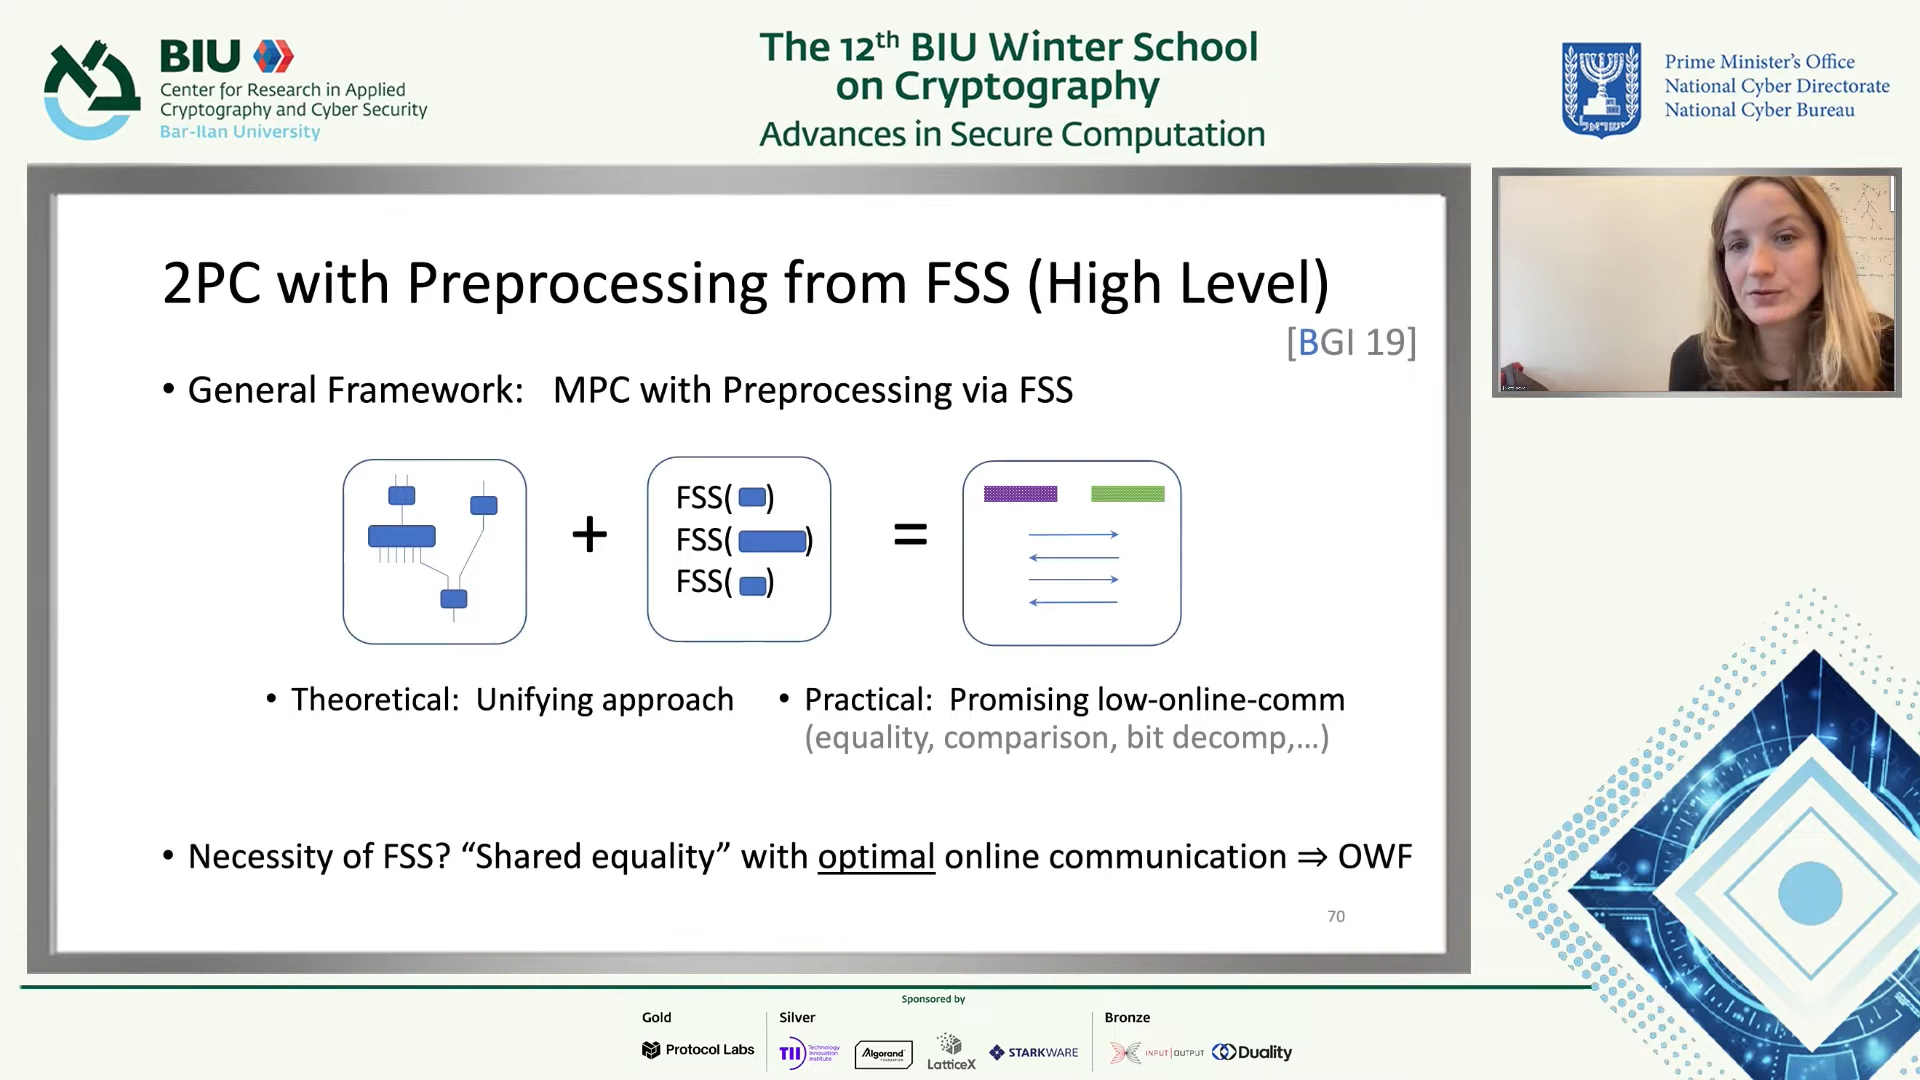 BIU
Center for Research in Applied
Cryptography and Cyber Security
Bar-Ilan University
The 12th BIU Winter School
on Cryptography
Advances in Secure Computation
Prime Minister's Office
National Cyber Directorate
National Cyber Bureau
2PC with Preprocessing from FSS (High Level)
[BGI 19]
• General Framework: MPC with Preprocessing via FSS
+
FSS( )
FSS( )
FSS( )
=
• Theoretical: Unifying approach
• Practical: Promising low-online-comm
(equality, comparison, bit decomp,...)
• Necessity of FSS? “Shared equality” with optimal online communication ⇒ OWF
70
Sponsored by
Gold
Protocol Labs
Silver
TII Technology Innovation Institute
Algorand
LatticeX
STARKWARE
Bronze
INPUT | OUTPUT
Duality